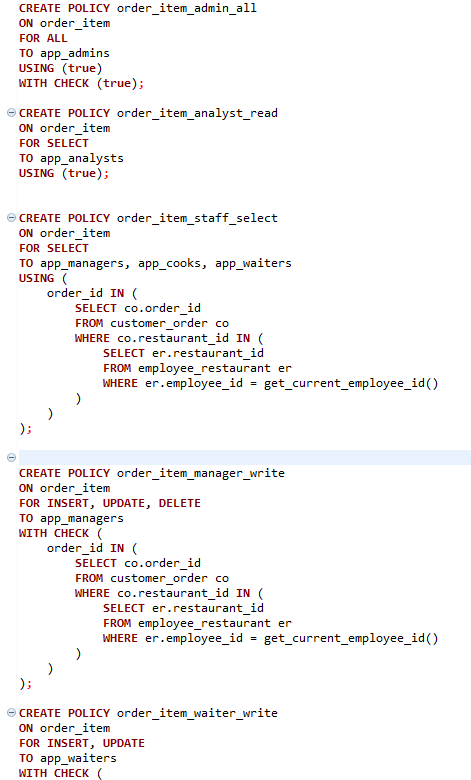 CREATE POLICY order_item_admin_all
ON order_item
FOR ALL
TO app_admins
USING (true)
WITH CHECK (true);
CREATE POLICY order_item_analyst_read
ON order_item
FOR SELECT
TO app_analysts
USING (true);
CREATE POLICY order_item_staff_select
ON order_item
FOR SELECT
TO app_managers, app_cooks, app_waiters
USING (
    order_id IN (
        SELECT co.order_id
        FROM customer_order co
        WHERE co.restaurant_id IN (
            SELECT er.restaurant_id
            FROM employee_restaurant er
            WHERE er.employee_id = get_current_employee_id()
        )
    )
);
CREATE POLICY order_item_manager_write
ON order_item
FOR INSERT, UPDATE, DELETE
TO app_managers
WITH CHECK (
    order_id IN (
        SELECT co.order_id
        FROM customer_order co
        WHERE co.restaurant_id IN (
            SELECT er.restaurant_id
            FROM employee_restaurant er
            WHERE er.employee_id = get_current_employee_id()
        )
    )
);
CREATE POLICY order_item_waiter_write
ON order_item
FOR INSERT, UPDATE
TO app_waiters
WITH CHECK (